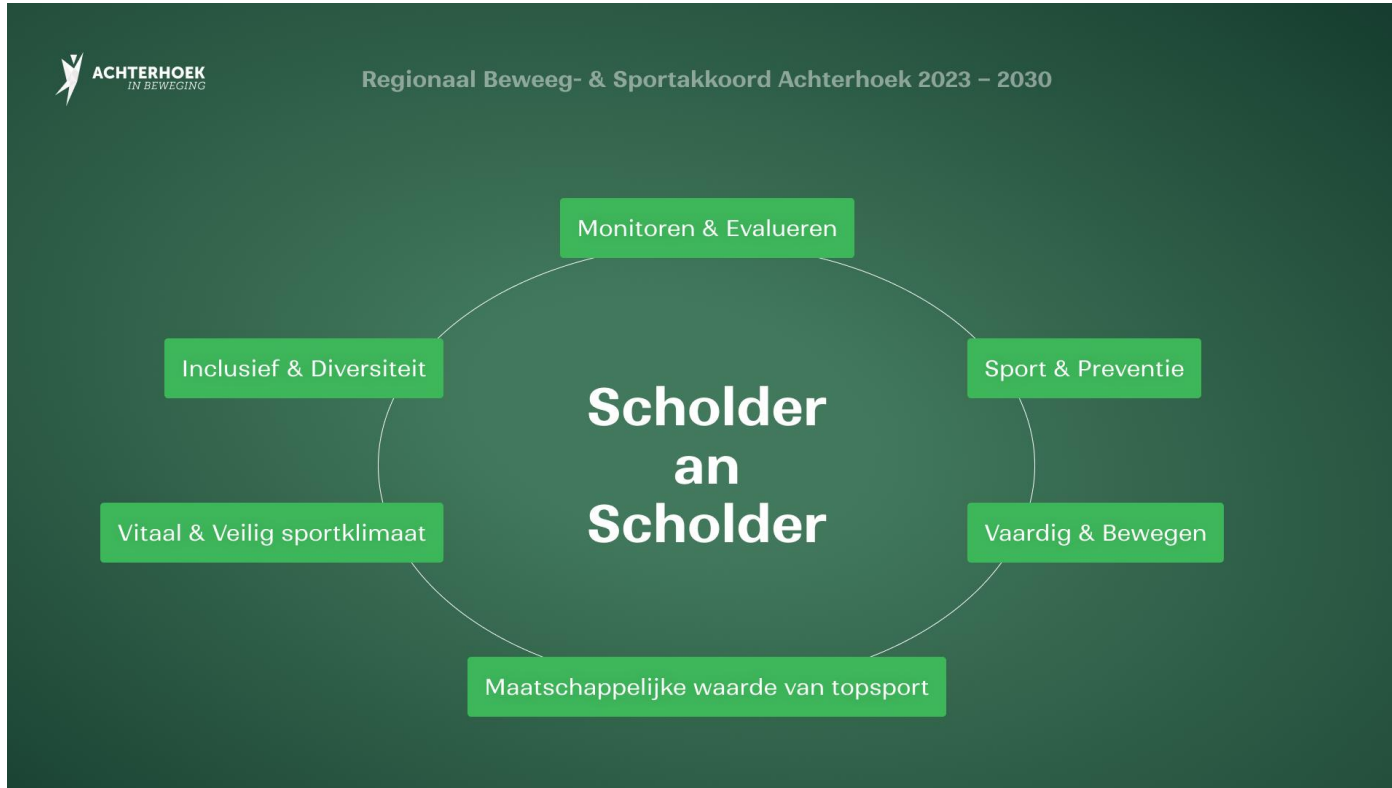 ACHTERHOEK
IN BEWEGING
Regionaal Beweeg- & Sportakkoord Achterhoek 2023 – 2030
Monitoren & Evalueren
Inclusief & Diversiteit
Sport & Preventie
Scholder
an
Scholder
Vitaal & Veilig sportklimaat
Vaardig & Bewegen
Maatschappelijke waarde van topsport